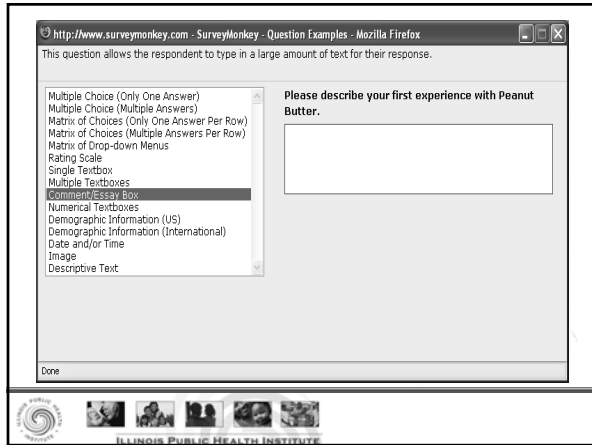 http://www.surveymonkey.com - SurveyMonkey - Question Examples - Mozilla Firefox
This question allows the respondent to type in a large amount of text for their response.
Multiple Choice (Only One Answer)
Multiple Choice (Multiple Answers)
Matrix of Choices (Only One Answer Per Row)
Matrix of Choices (Multiple Answers Per Row)
Matrix of Drop-down Menus
Rating Scale
Single Textbox
Multiple Textboxes
Comment/Essay Box
Numerical Textboxes
Demographic Information (US)
Demographic Information (International)
Date and/or Time
Image
Descriptive Text
Please describe your first experience with Peanut
Butter.
Done
ILLINOIS PUBLIC HEALTH
INSTITUTE
ILLINOIS PUBLIC HEALTH INSTITUTE